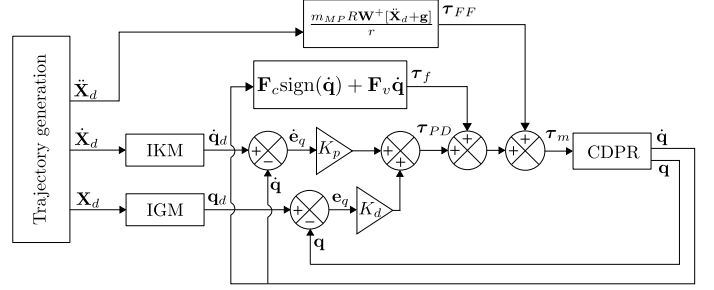 m_{MP} R W⁺ [Ẍ_d + g]
r
τ_{FF}
F_c sign(q̇) + F_v q̇
τ_f
Trajectory generation
Ẍ_d
Ẋ_d
IKM
q̇_d
+
−
ė_q
K_p
+
+
τ_{PD}
+
+
+
+
τ_m
CDPR
q̇
q
q̇
X_d
IGM
q_d
+
−
e_q
K_d
q